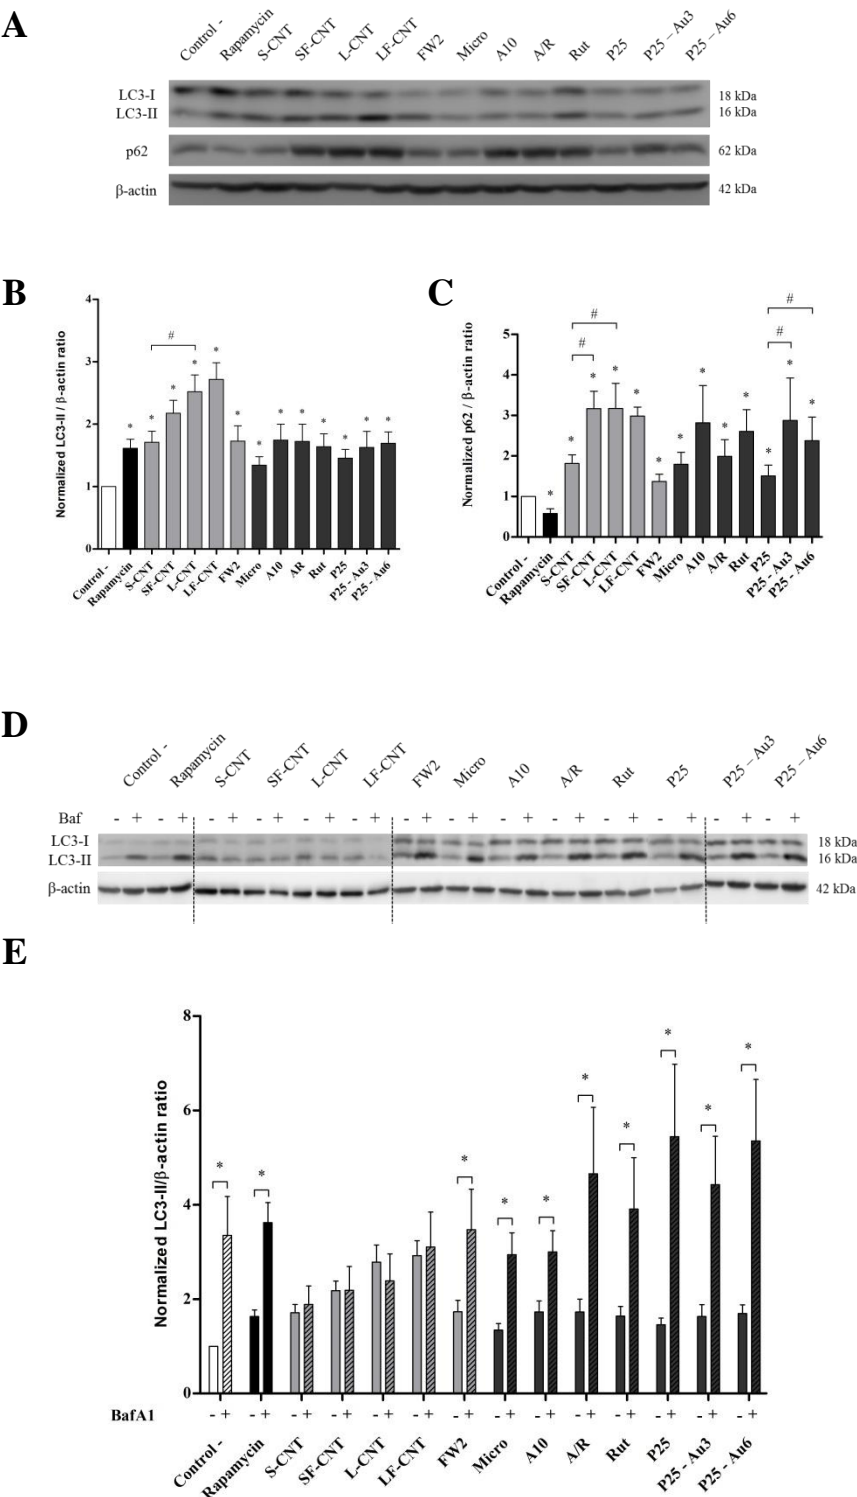 A
Control - Rapamycin S-CNT SF-CNT L-CNT LF-CNT FW2 Micro A10 A/R Rut P25 P25 – Au3 P25 – Au6
LC3-I 18 kDa
LC3-II 16 kDa
p62 62 kDa
β-actin 42 kDa
B
Normalized LC3-II / β-actin ratio
4
3
2
1
0
#
* * * * * * * * * * * * *
Control - Rapamycin S-CNT SF-CNT L-CNT LF-CNT FW2 Micro A10 AR Rut P25 P25 - Au3 P25 - Au6
C
Normalized p62 / β-actin ratio
5
4
3
2
1
0
# # # #
* * * * * * * * * * * *
Control - Rapamycin S-CNT SF-CNT L-CNT LF-CNT FW2 Micro A10 A/R Rut P25 P25 - Au3 P25 - Au6
D
Control - Rapamycin S-CNT SF-CNT L-CNT LF-CNT FW2 Micro A10 A/R Rut P25 P25 – Au3 P25 – Au6
Baf - + - + - + - + - + - + - + - + - + - + - + - + - + - +
LC3-I 18 kDa
LC3-II 16 kDa
β-actin 42 kDa
E
Normalized LC3-II/β-actin ratio
8
6
4
2
0
* * * * * * * * * *
BafA1 - + - + - + - + - + - + - + - + - + - + - + - + - + - +
Control - Rapamycin S-CNT SF-CNT L-CNT LF-CNT FW2 Micro A10 A/R Rut P25 P25 - Au3 P25 - Au6